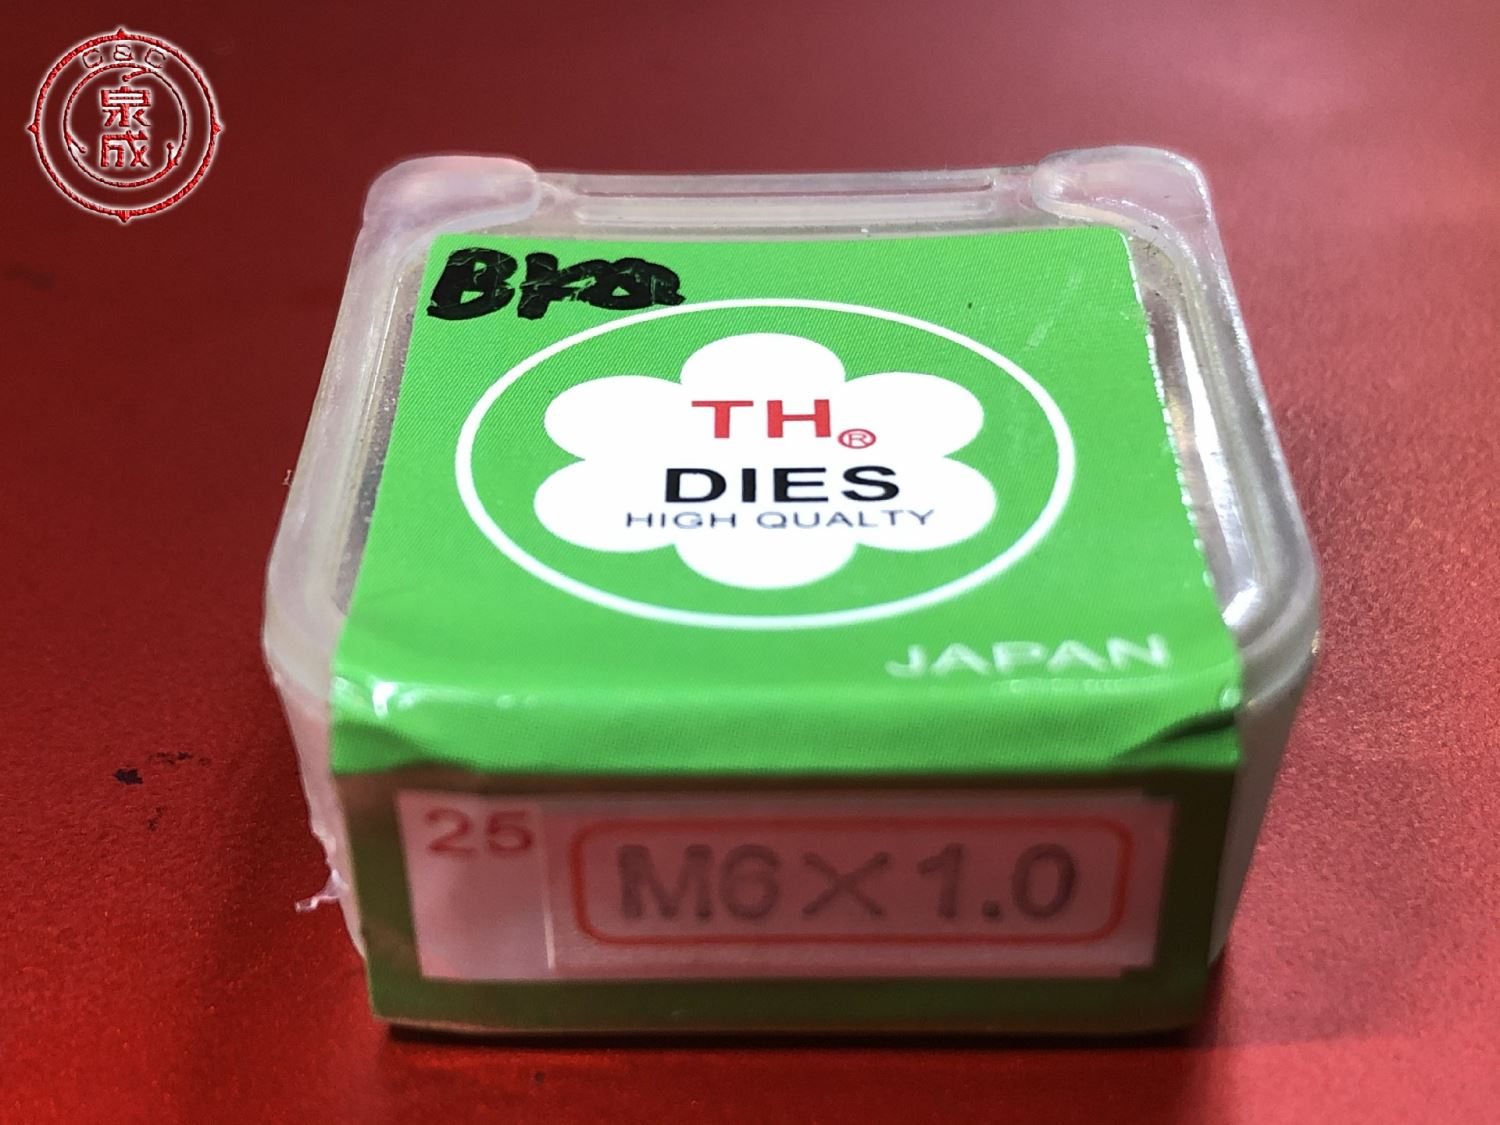 C&C
泉
成
TH®
DIES
HIGH QUALTY
JAPAN
25
M6×1.0